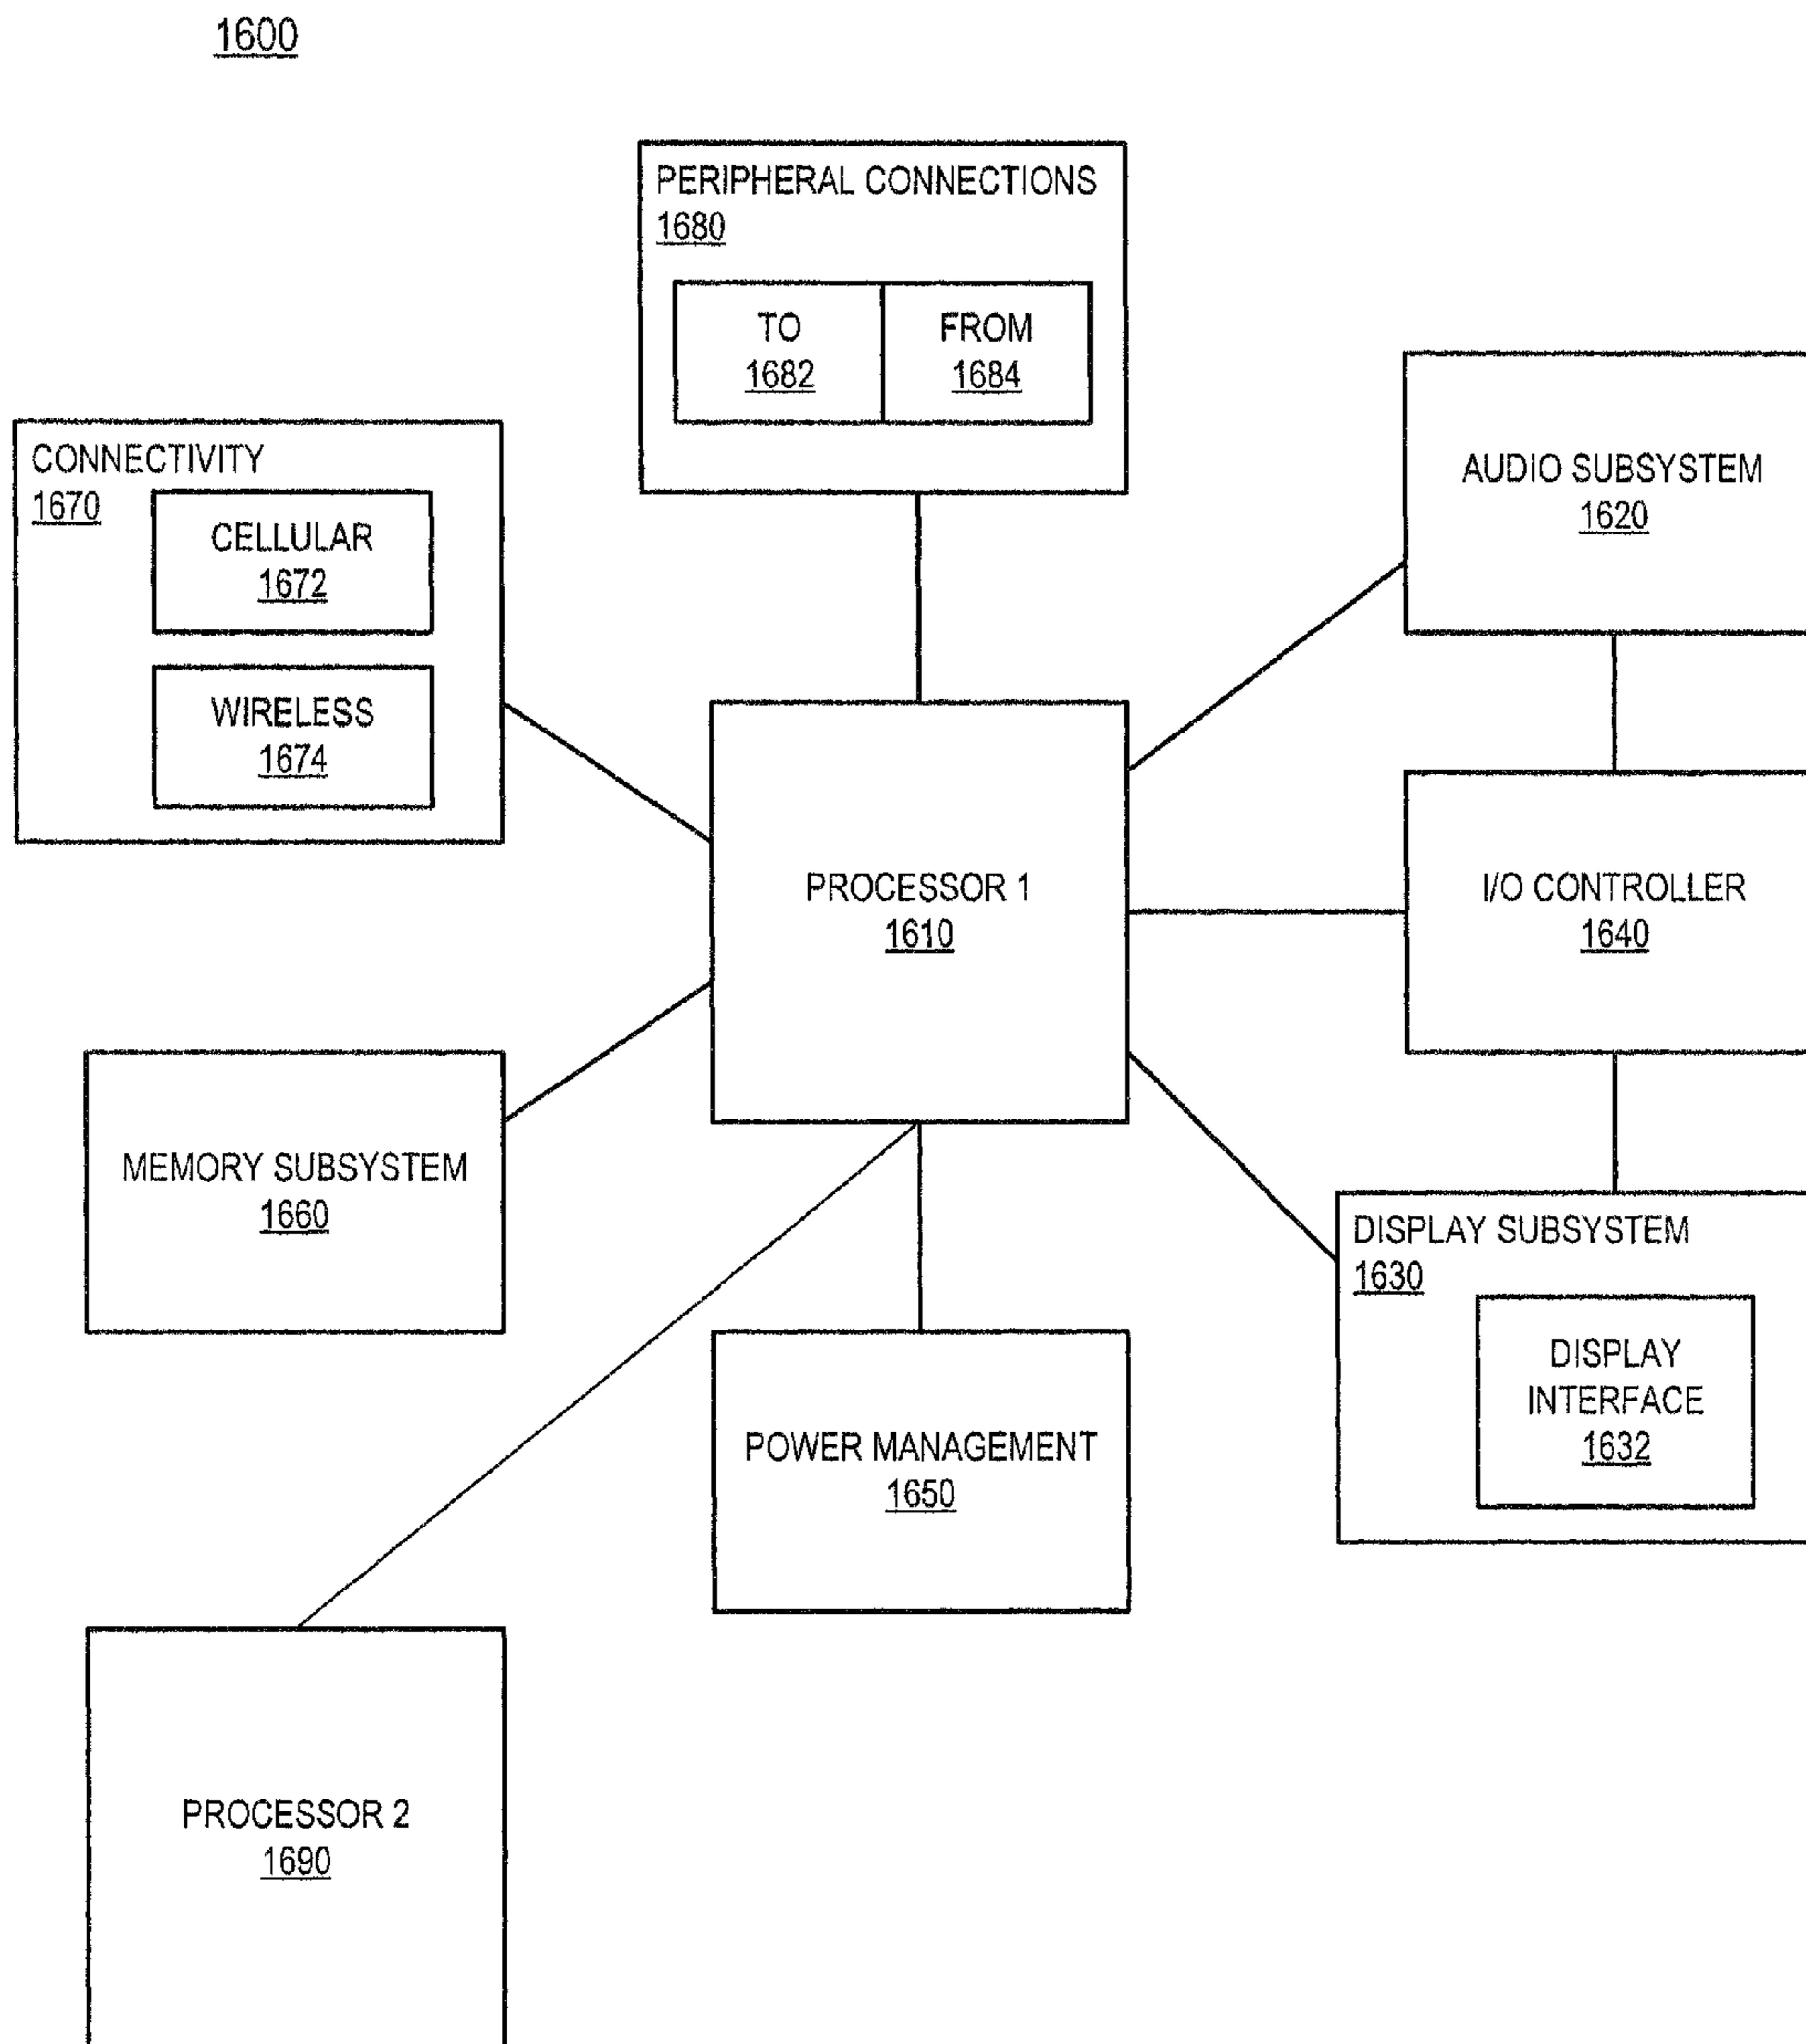 1600
PERIPHERAL CONNECTIONS
1680
TO
1682
FROM
1684
CONNECTIVITY
1670
CELLULAR
1672
WIRELESS
1674
AUDIO SUBSYSTEM
1620
PROCESSOR 1
1610
I/O CONTROLLER
1640
MEMORY SUBSYSTEM
1660
DISPLAY SUBSYSTEM
1630
DISPLAY
INTERFACE
1632
POWER MANAGEMENT
1650
PROCESSOR 2
1690